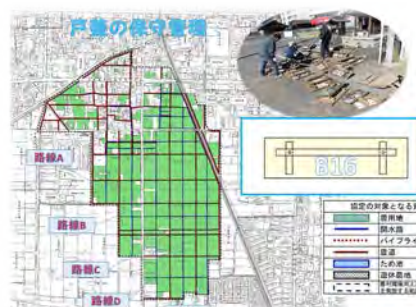 戸蓋の保守管理
B16
路線A
路線B
路線C
路線D
協定の対象となる
農用地
開水路
パイプライ
農道
ため池
遊休農地